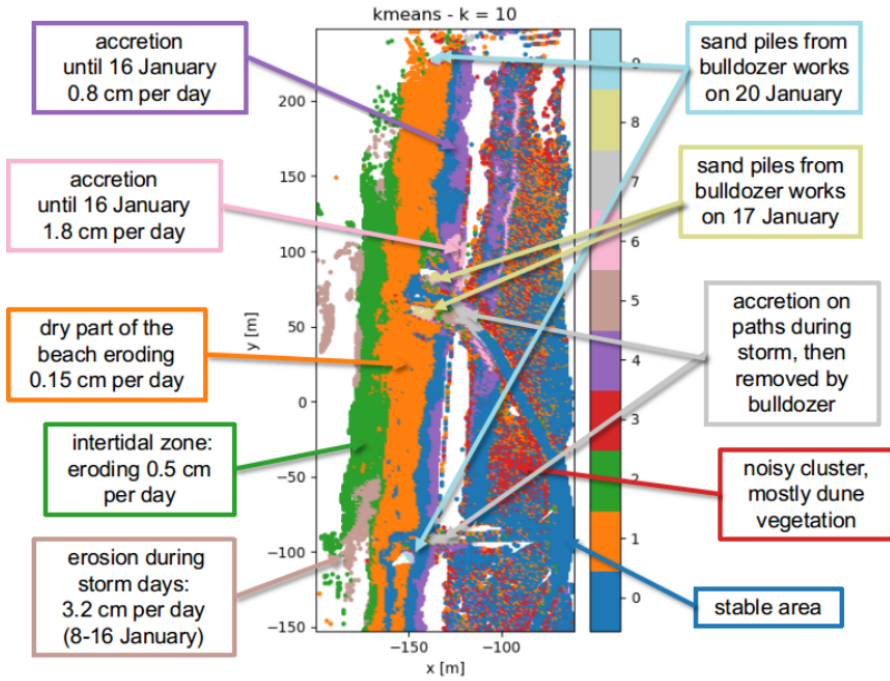 kmeans - k = 10
accretion
until 16 January
0.8 cm per day
accretion
until 16 January
1.8 cm per day
dry part of the
beach eroding
0.15 cm per day
intertidal zone:
eroding 0.5 cm
per day
erosion during
storm days:
3.2 cm per day
(8-16 January)
y [m]
200
150
100
50
0
−50
−100
−150
−150
−100
x [m]
9
8
7
6
5
4
3
2
1
0
sand piles from
bulldozer works
on 20 January
sand piles from
bulldozer works
on 17 January
accretion on
paths during
storm, then
removed by
bulldozer
noisy cluster,
mostly dune
vegetation
stable area